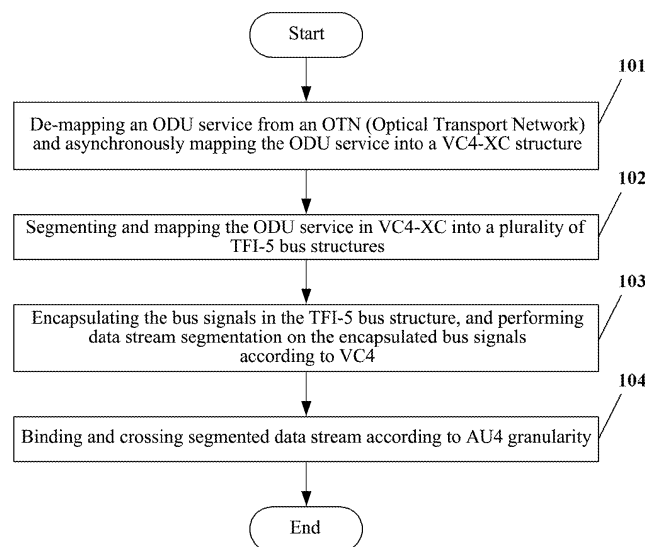 Start
101
De-mapping an ODU service from an OTN (Optical Transport Network)
and asynchronously mapping the ODU service into a VC4-XC structure
102
Segmenting and mapping the ODU service in VC4-XC into a plurality of
TFI-5 bus structures
103
Encapsulating the bus signals in the TFI-5 bus structure, and performing
data stream segmentation on the encapsulated bus signals
according to VC4
104
Binding and crossing segmented data stream according to AU4 granularity
End